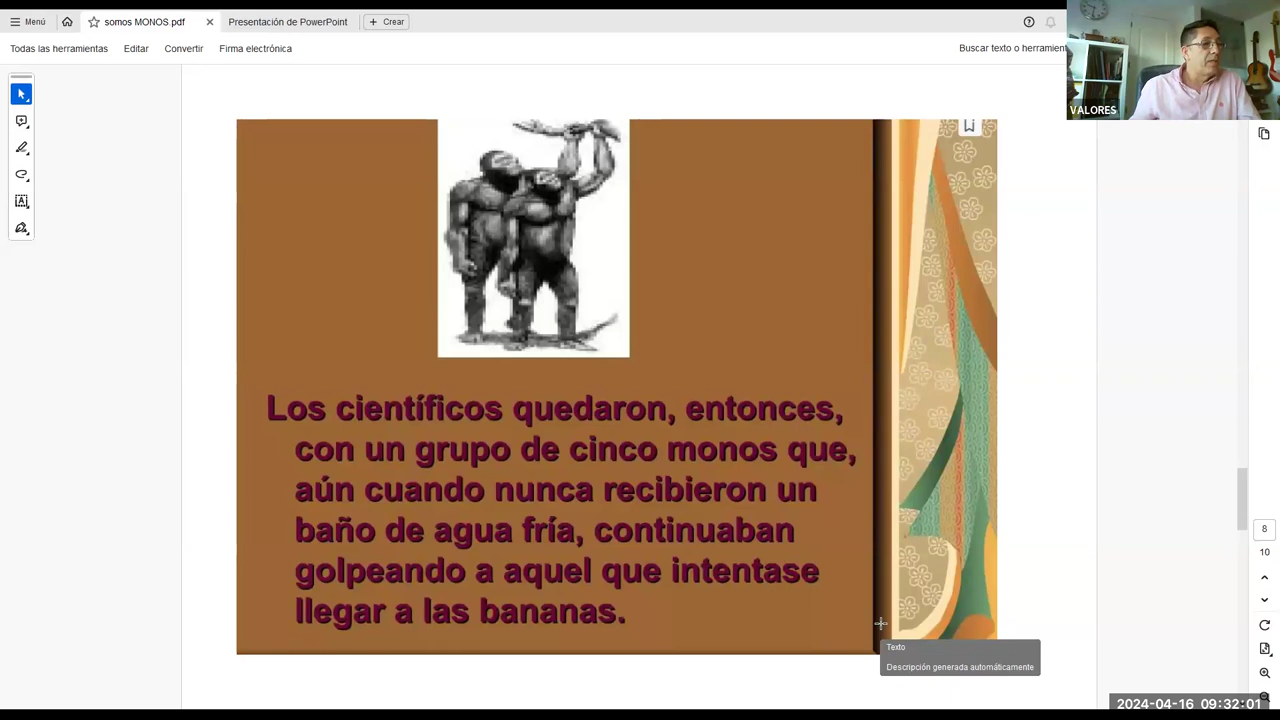 Menú
somos MONOS.pdf
Presentación de PowerPoint
Crear
Todas las herramientas
Editar
Convertir
Firma electrónica
Buscar texto o herramient
VALORES
Los científicos quedaron, entonces,
con un grupo de cinco monos que,
aún cuando nunca recibieron un
baño de agua fría, continuaban
golpeando a aquel que intentase
llegar a las bananas.
Texto
Descripción generada automáticamente
8
10
2024-04-16 09:32:01